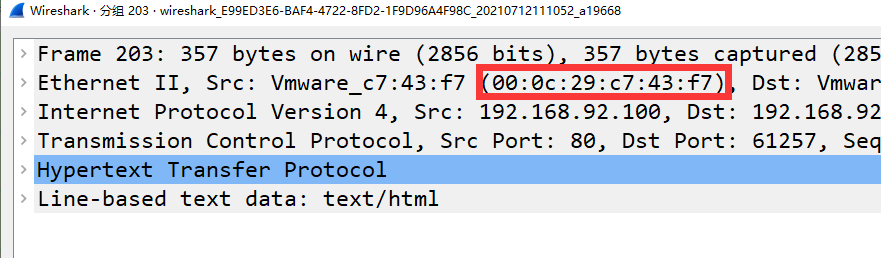 Wireshark · 分组 203 · wireshark_E99ED3E6-BAF4-4722-8FD2-1F9D96A4F98C_20210712111052_a19668
Frame 203: 357 bytes on wire (2856 bits), 357 bytes captured (285
Ethernet II, Src: Vmware_c7:43:f7 (00:0c:29:c7:43:f7), Dst: Vmwar
Internet Protocol Version 4, Src: 192.168.92.100, Dst: 192.168.92
Transmission Control Protocol, Src Port: 80, Dst Port: 61257, Seq
Hypertext Transfer Protocol
Line-based text data: text/html